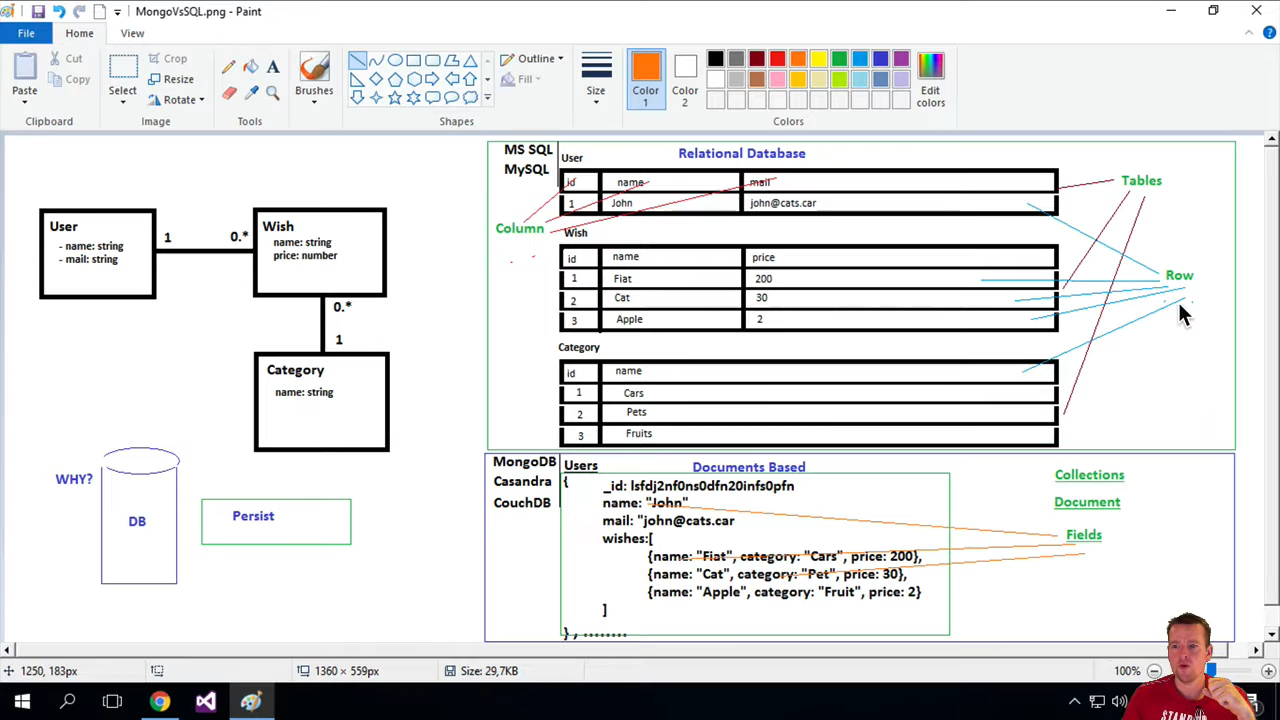 MongoVsSQL.png - Paint
File
Home
View
Paste
Cut
Copy
Clipboard
Select
Crop
Resize
Rotate
Image
A
Tools
Brushes
Outline
Fill
Shapes
Size
Color
1
Color
2
Edit
colors
Colors
User
- name: string
- mail: string
1
0.*
Wish
name: string
price: number
0.*
1
Category
name: string
WHY?
DB
Persist
MS SQL
MySQL
User
Relational Database
id name mail
1 John john@cats.car
Column
Wish
id name price
1 Fiat 200
2 Cat 30
3 Apple 2
Category
id name
1 Cars
2 Pets
3 Fruits
Tables
Row
MongoDB
Casandra
CouchDB
Users
Documents Based
{
_id: lsfdj2nf0ns0dfn20infs0pfn
name: "John"
mail: "john@cats.car
wishes:[
{name: "Fiat", category: "Cars", price: 200},
{name: "Cat", category: "Pet", price: 30},
{name: "Apple", category: "Fruit", price: 2}
]
} , ........
Collections
Document
Fields
1250, 183px
1360 × 559px
Size: 29,7KB
100%